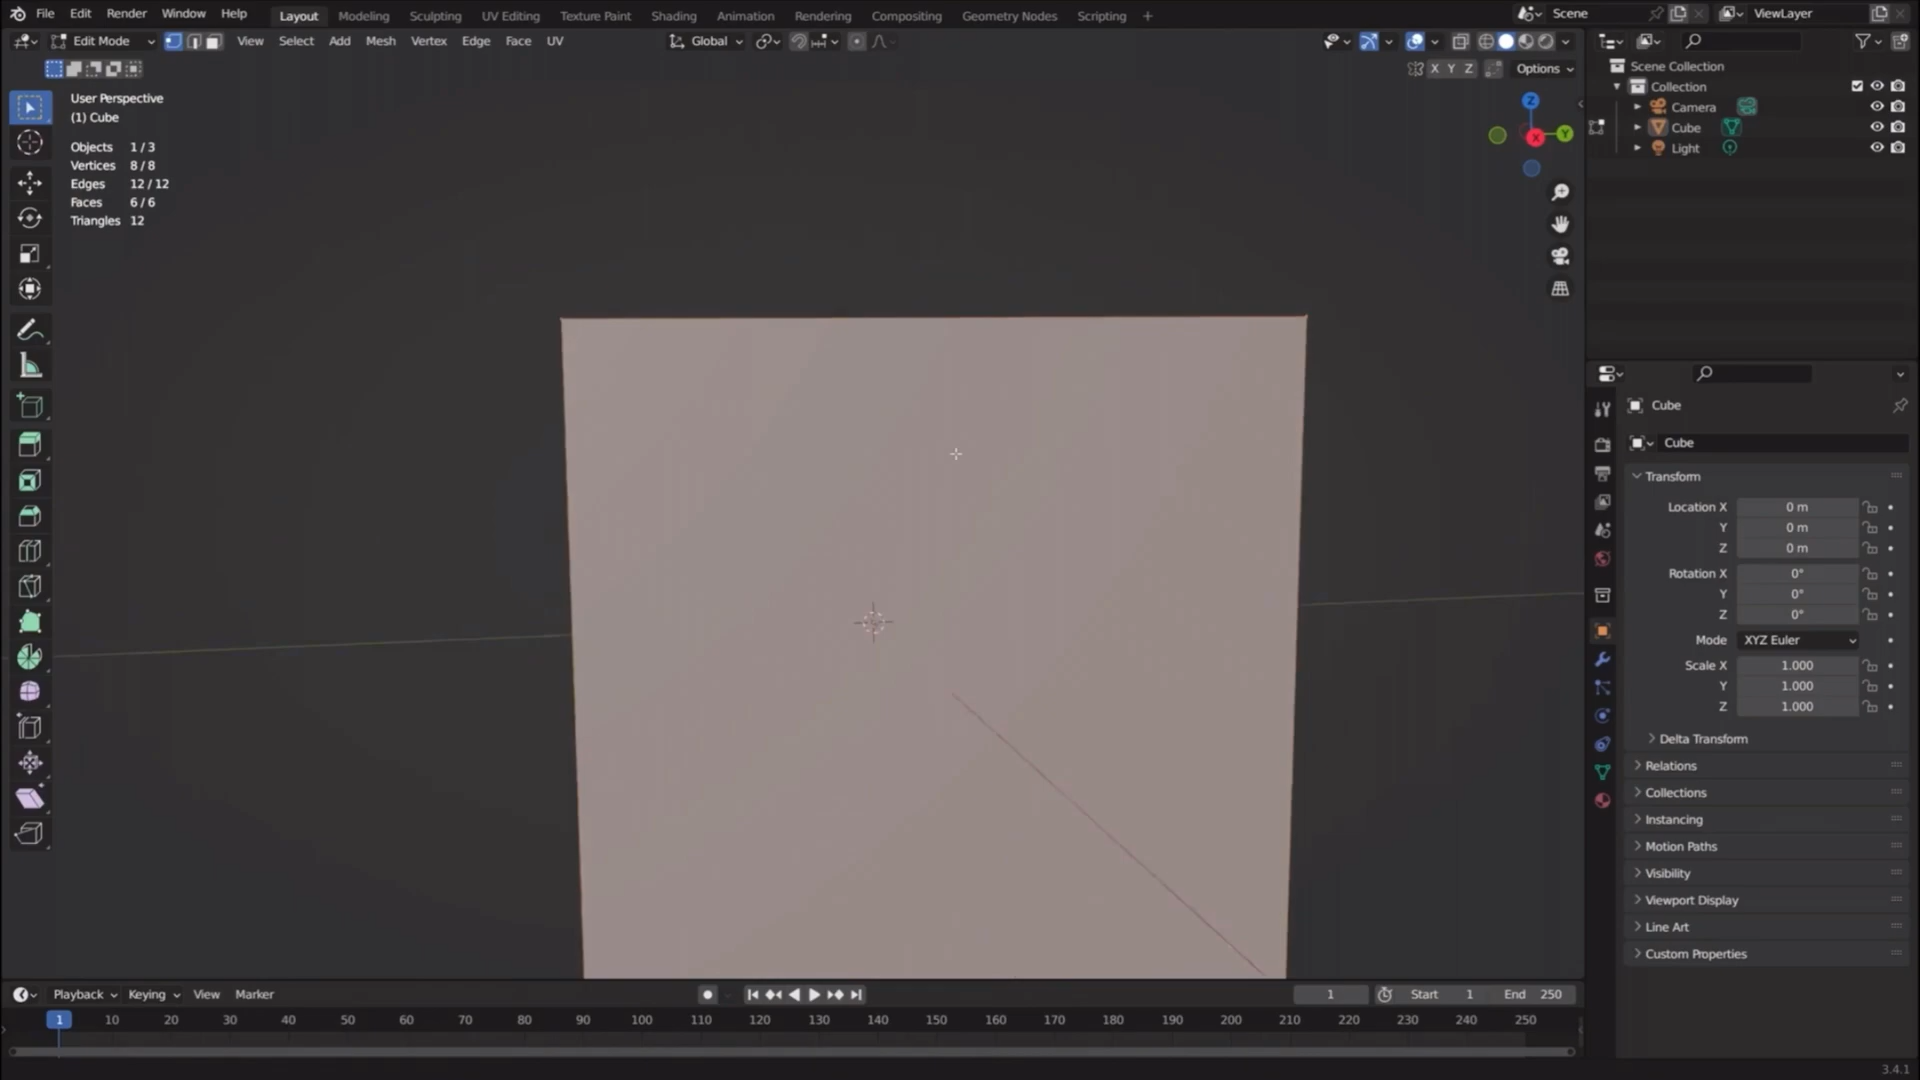 File Edit Render Window Help Layout Modeling Sculpting UV Editing Texture Paint Shading Animation Rendering Compositing Geometry Nodes Scripting + Scene ViewLayer
Edit Mode View Select Add Mesh Vertex Edge Face UV Global
X Y Z Options
User Perspective
(1) Cube
Objects 1 / 3
Vertices 8 / 8
Edges 12 / 12
Faces 6 / 6
Triangles 12
Z
X
Y
Scene Collection
Collection
Camera
Cube
Light
Cube
Cube
Transform
Location X 0 m
Y 0 m
Z 0 m
Rotation X 0°
Y 0°
Z 0°
Mode XYZ Euler
Scale X 1.000
Y 1.000
Z 1.000
Delta Transform
Relations
Collections
Instancing
Motion Paths
Visibility
Viewport Display
Line Art
Custom Properties
Playback Keying View Marker 1 Start 1 End 250
1 10 20 30 40 50 60 70 80 90 100 110 120 130 140 150 160 170 180 190 200 210 220 230 240 250
3.4.1